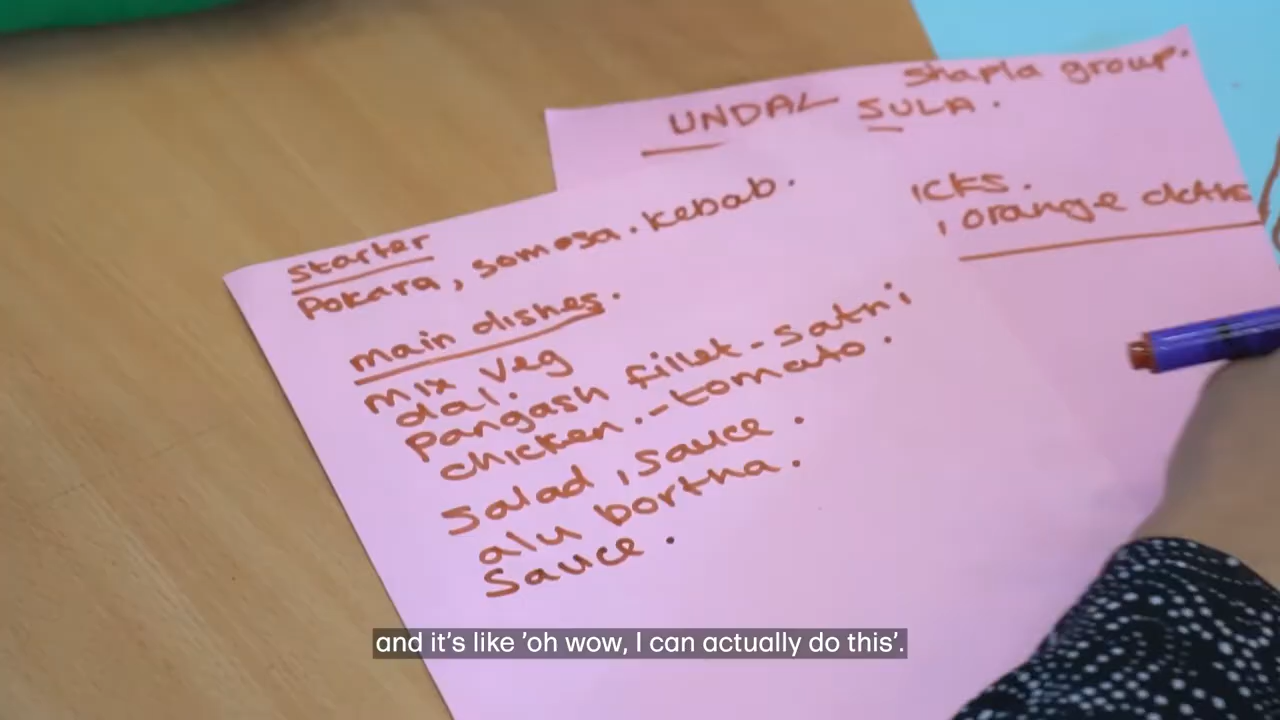 shapla group.
UNDAL SULA.
icks.
, orange
starter
Pokara, somosa. kebab.
main dishes.
mix veg
dal.
Pangash fillet - satni
chicken. - tomato.
salad, sauce.
alu bortha.
sauce.
and it's like 'oh wow, I can actually do this'.